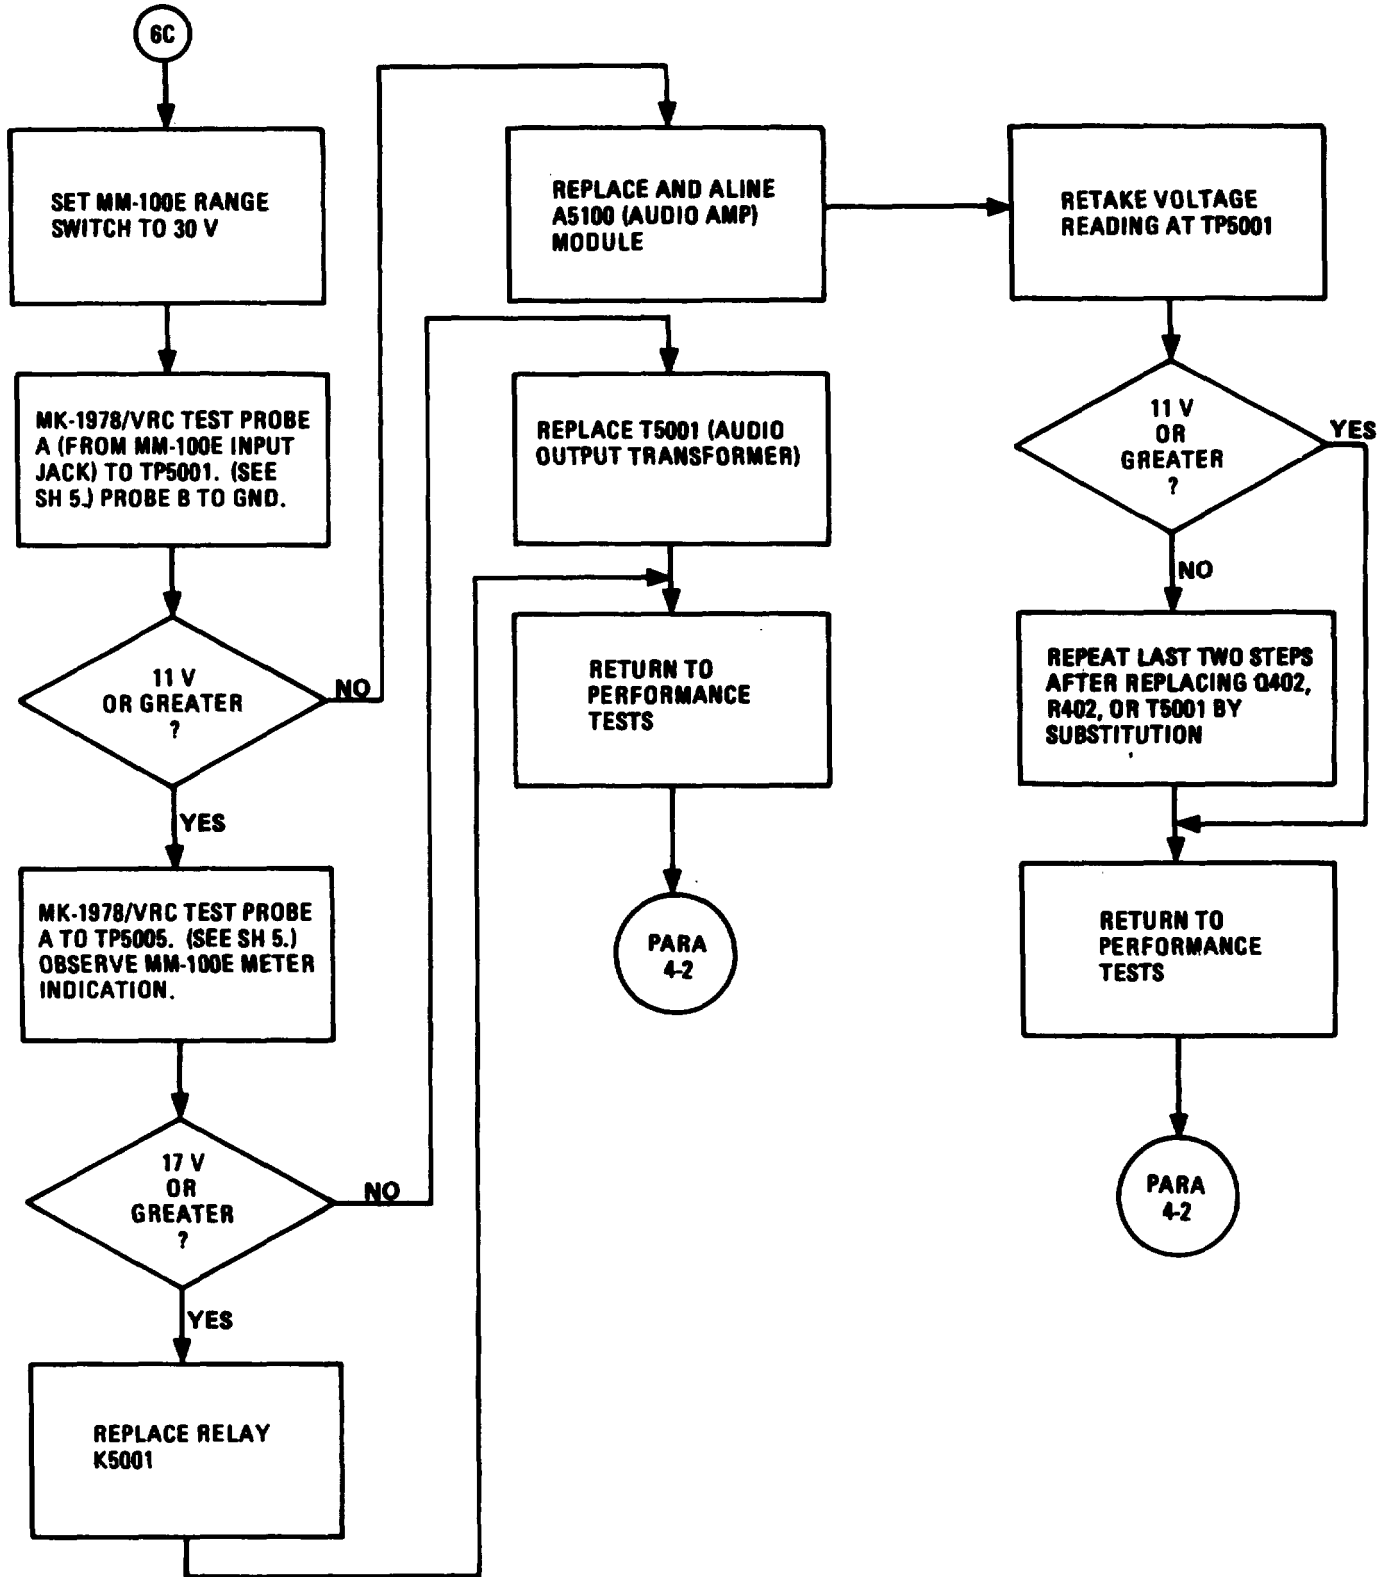 6C
SET MM-100E RANGE
SWITCH TO 30 V
MK-1978/VRC TEST PROBE
A (FROM MM-100E INPUT
JACK) TO TP5001. (SEE
SH 5.) PROBE B TO GND.
11 V
OR GREATER
?
NO
YES
MK-1978/VRC TEST PROBE
A TO TP5005. (SEE SH 5.)
OBSERVE MM-100E METER
INDICATION.
17 V
OR
GREATER
?
NO
YES
REPLACE RELAY
K5001
REPLACE AND ALINE
A5100 (AUDIO AMP)
MODULE
REPLACE T5001 (AUDIO
OUTPUT TRANSFORMER)
RETURN TO
PERFORMANCE
TESTS
PARA
4-2
RETAKE VOLTAGE
READING AT TP5001
11 V
OR
GREATER
?
YES
NO
REPEAT LAST TWO STEPS
AFTER REPLACING Q402,
R402, OR T5001 BY
SUBSTITUTION
RETURN TO
PERFORMANCE
TESTS
PARA
4-2